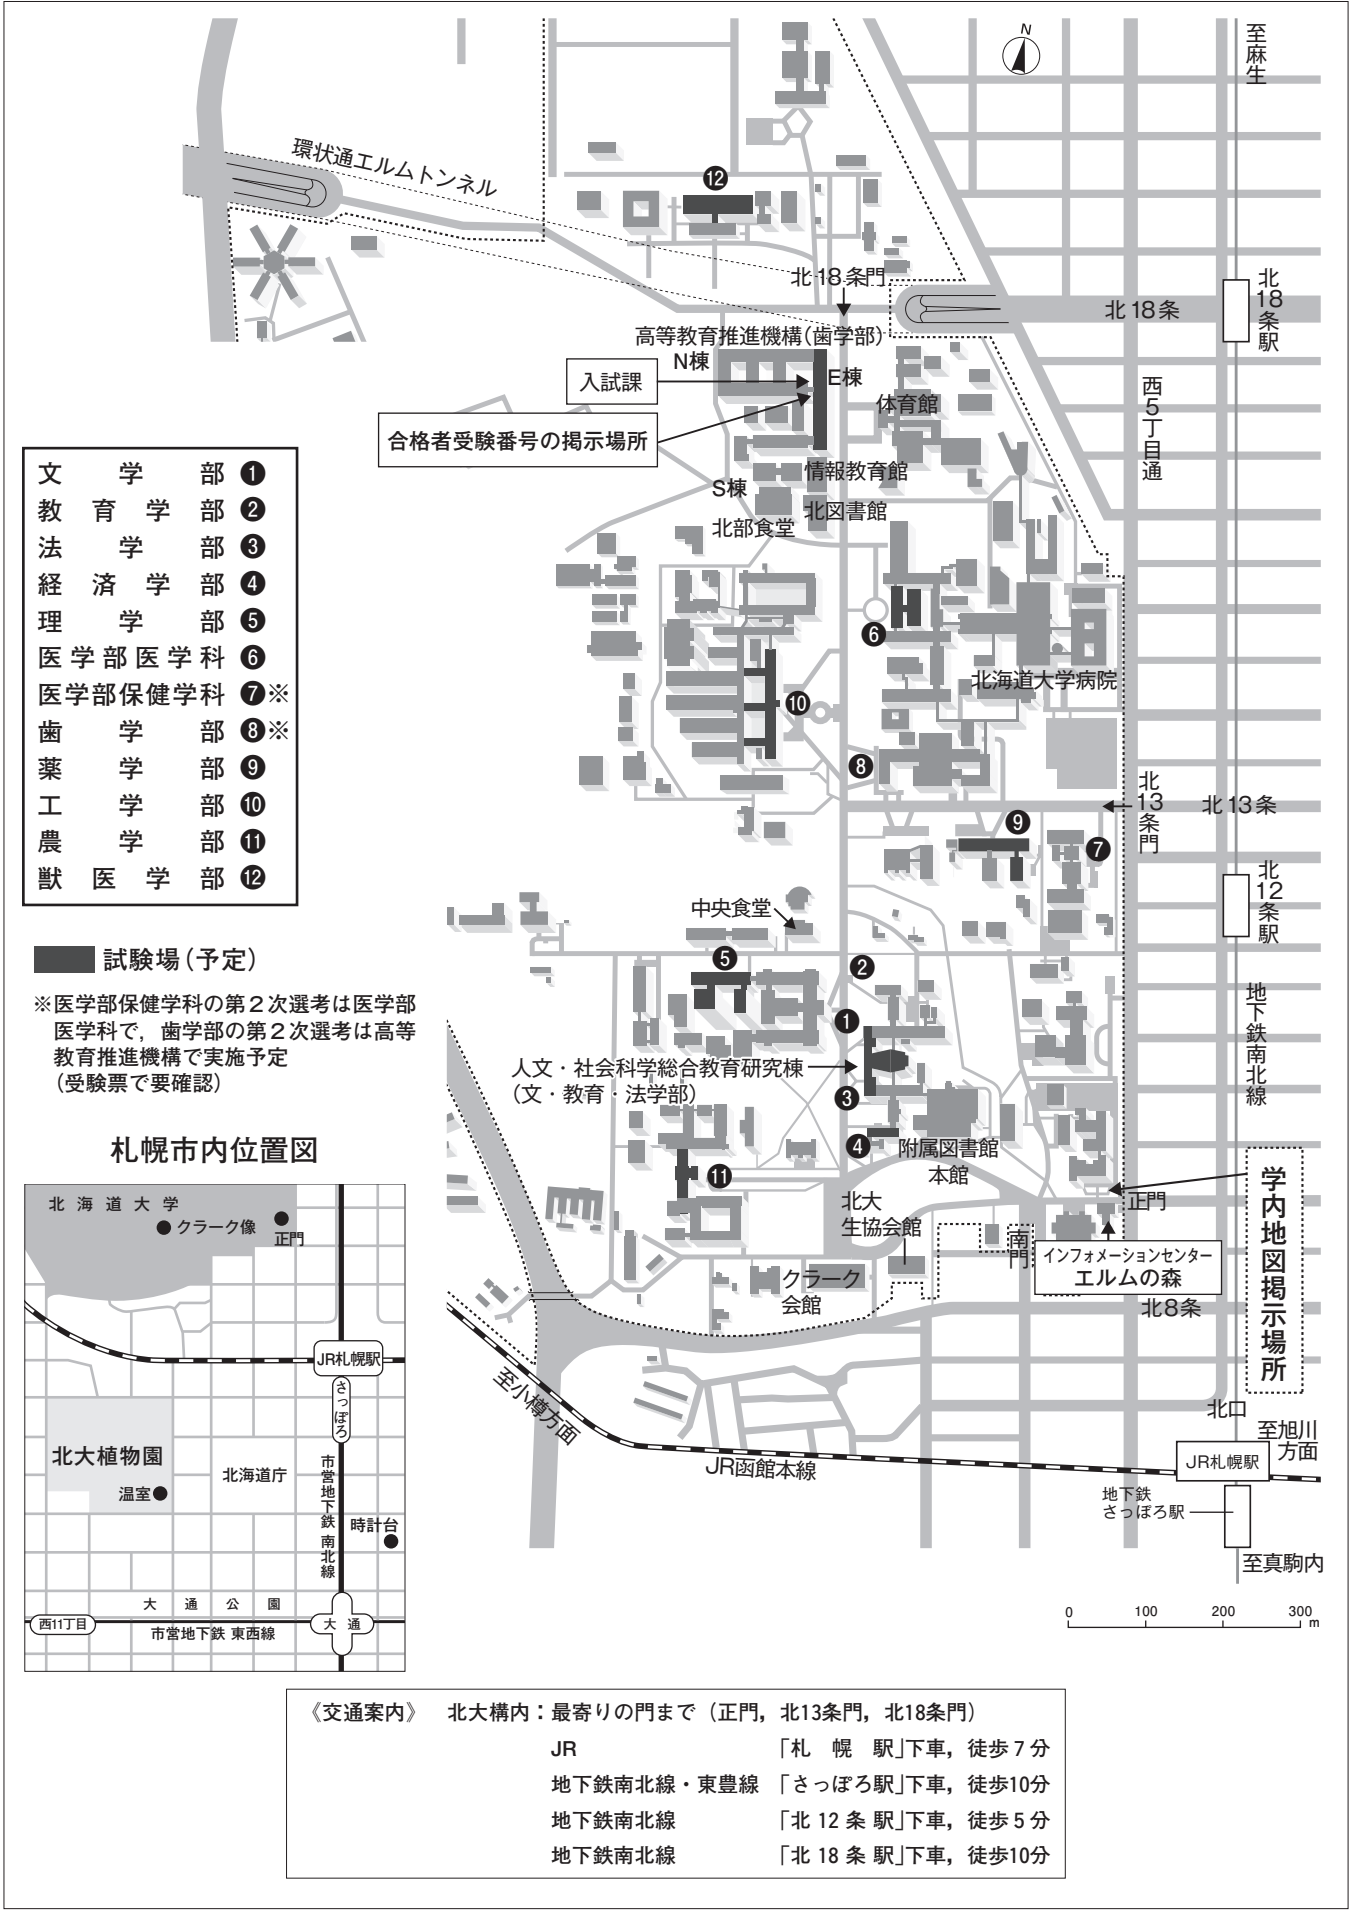 N
至麻生
環状通エルムトンネル
⑫
北18条門
北18条
北18条駅
高等教育推進機構(歯学部)
N棟
E棟
入試課
合格者受験番号の掲示場所
体育館
西5丁目通
情報教育館
S棟
北図書館
北部食堂
文学部❶
教育学部❷
法学部❸
経済学部❹
理学部❺
医学部医学科❻
医学部保健学科❼※
歯学部❽※
薬学部❾
工学部❿
農学部⓫
獣医学部⓬
❻
北海道大学病院
❿
❽
北13条門
北13条
❾
❼
北12条駅
中央食堂
❺
❷
❶
試験場(予定)
※医学部保健学科の第2次選考は医学部
医学科で，歯学部の第2次選考は高等
教育推進機構で実施予定
(受験票で要確認)
地下鉄南北線
人文・社会科学総合教育研究棟
(文・教育・法学部)
❸
❹
附属図書館
本館
⓫
北大
生協会館
正門
南門
学内地図掲示場所
インフォメーションセンター
エルムの森
クラーク
会館
北8条
札幌市内位置図
北海道大学
クラーク像
正門
JR札幌駅
さっぽろ
北大植物園
温室
北海道庁
市営地下鉄 南北線
時計台
大通公園
西11丁目
大通
市営地下鉄 東西線
至小樽方面
JR函館本線
北口
至旭川
方面
JR札幌駅
地下鉄
さっぽろ駅
至真駒内
0 100 200 300
m
《交通案内》 北大構内：最寄りの門まで（正門，北13条門，北18条門）
JR 「札幌駅」下車，徒歩7分
地下鉄南北線・東豊線 「さっぽろ駅」下車，徒歩10分
地下鉄南北線 「北12条駅」下車，徒歩5分
地下鉄南北線 「北18条駅」下車，徒歩10分